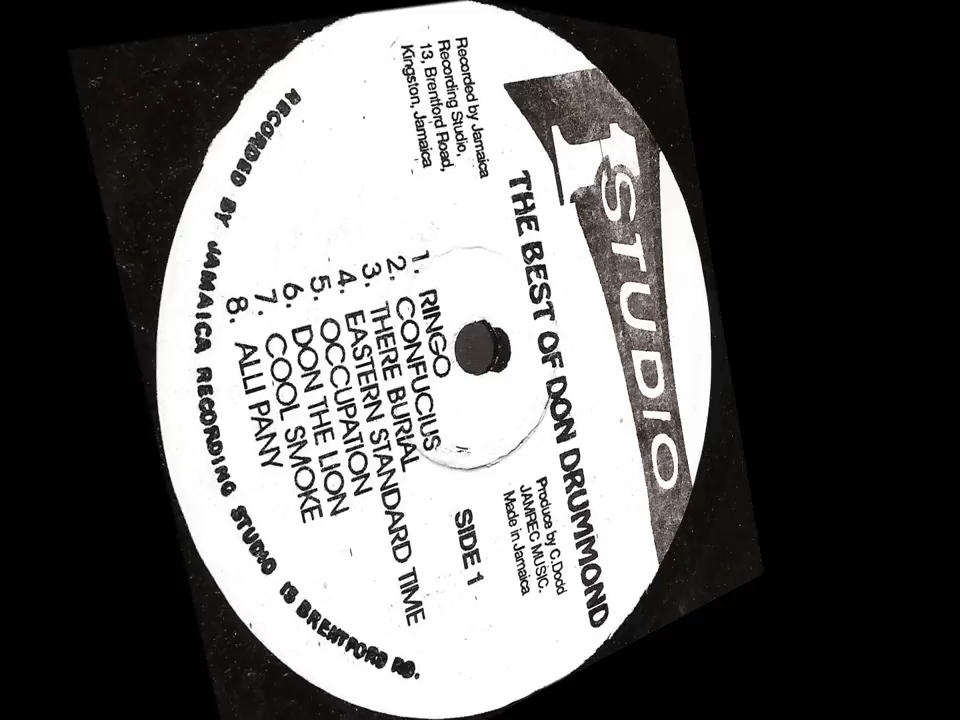 STUDIO 1
THE BEST OF DON DRUMMOND
Recorded by Jamaica
Recording Studio,
13, Brentford Road,
Kingston, Jamaica
Produce by C.Dodd
JAMREC MUSIC.
Made in Jamaica
SIDE 1
1. RINGO
2. CONFUCIUS
3. THERE BURIAL
4. EASTERN STANDARD TIME
5. OCCUPATION
6. DON THE LION
7. COOL SMOKE
8. ALLI PANY
RECORDED BY JAMAICA RECORDING STUDIO 13 BRENTFORD RD.